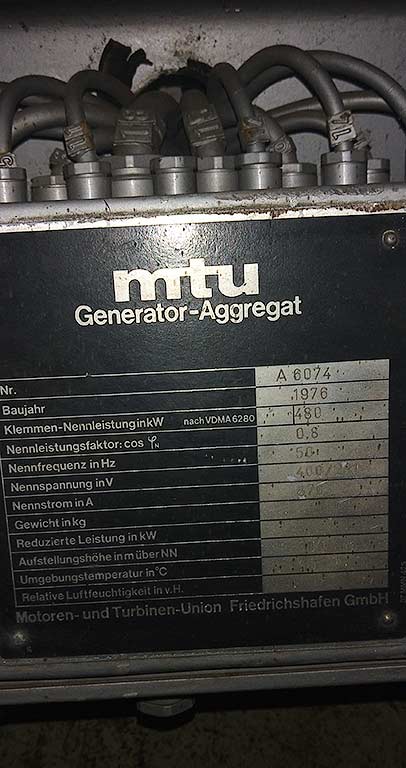 mtu
Generator-Aggregat
Nr. A 6074
Baujahr 1976
Klemmen-Nennleistung in kW nach VDMA 6280 480
Nennleistungsfaktor: cos φN 0,8
Nennfrequenz in Hz 50
Nennspannung in V 400/
Nennstrom in A
Gewicht in kg
Reduzierte Leistung in kW
Aufstellungshöhe in m über NN
Umgebungstemperatur in °C
Relative Luftfeuchtigkeit in v.H.
Motoren- und Turbinen-Union Friedrichshafen GmbH